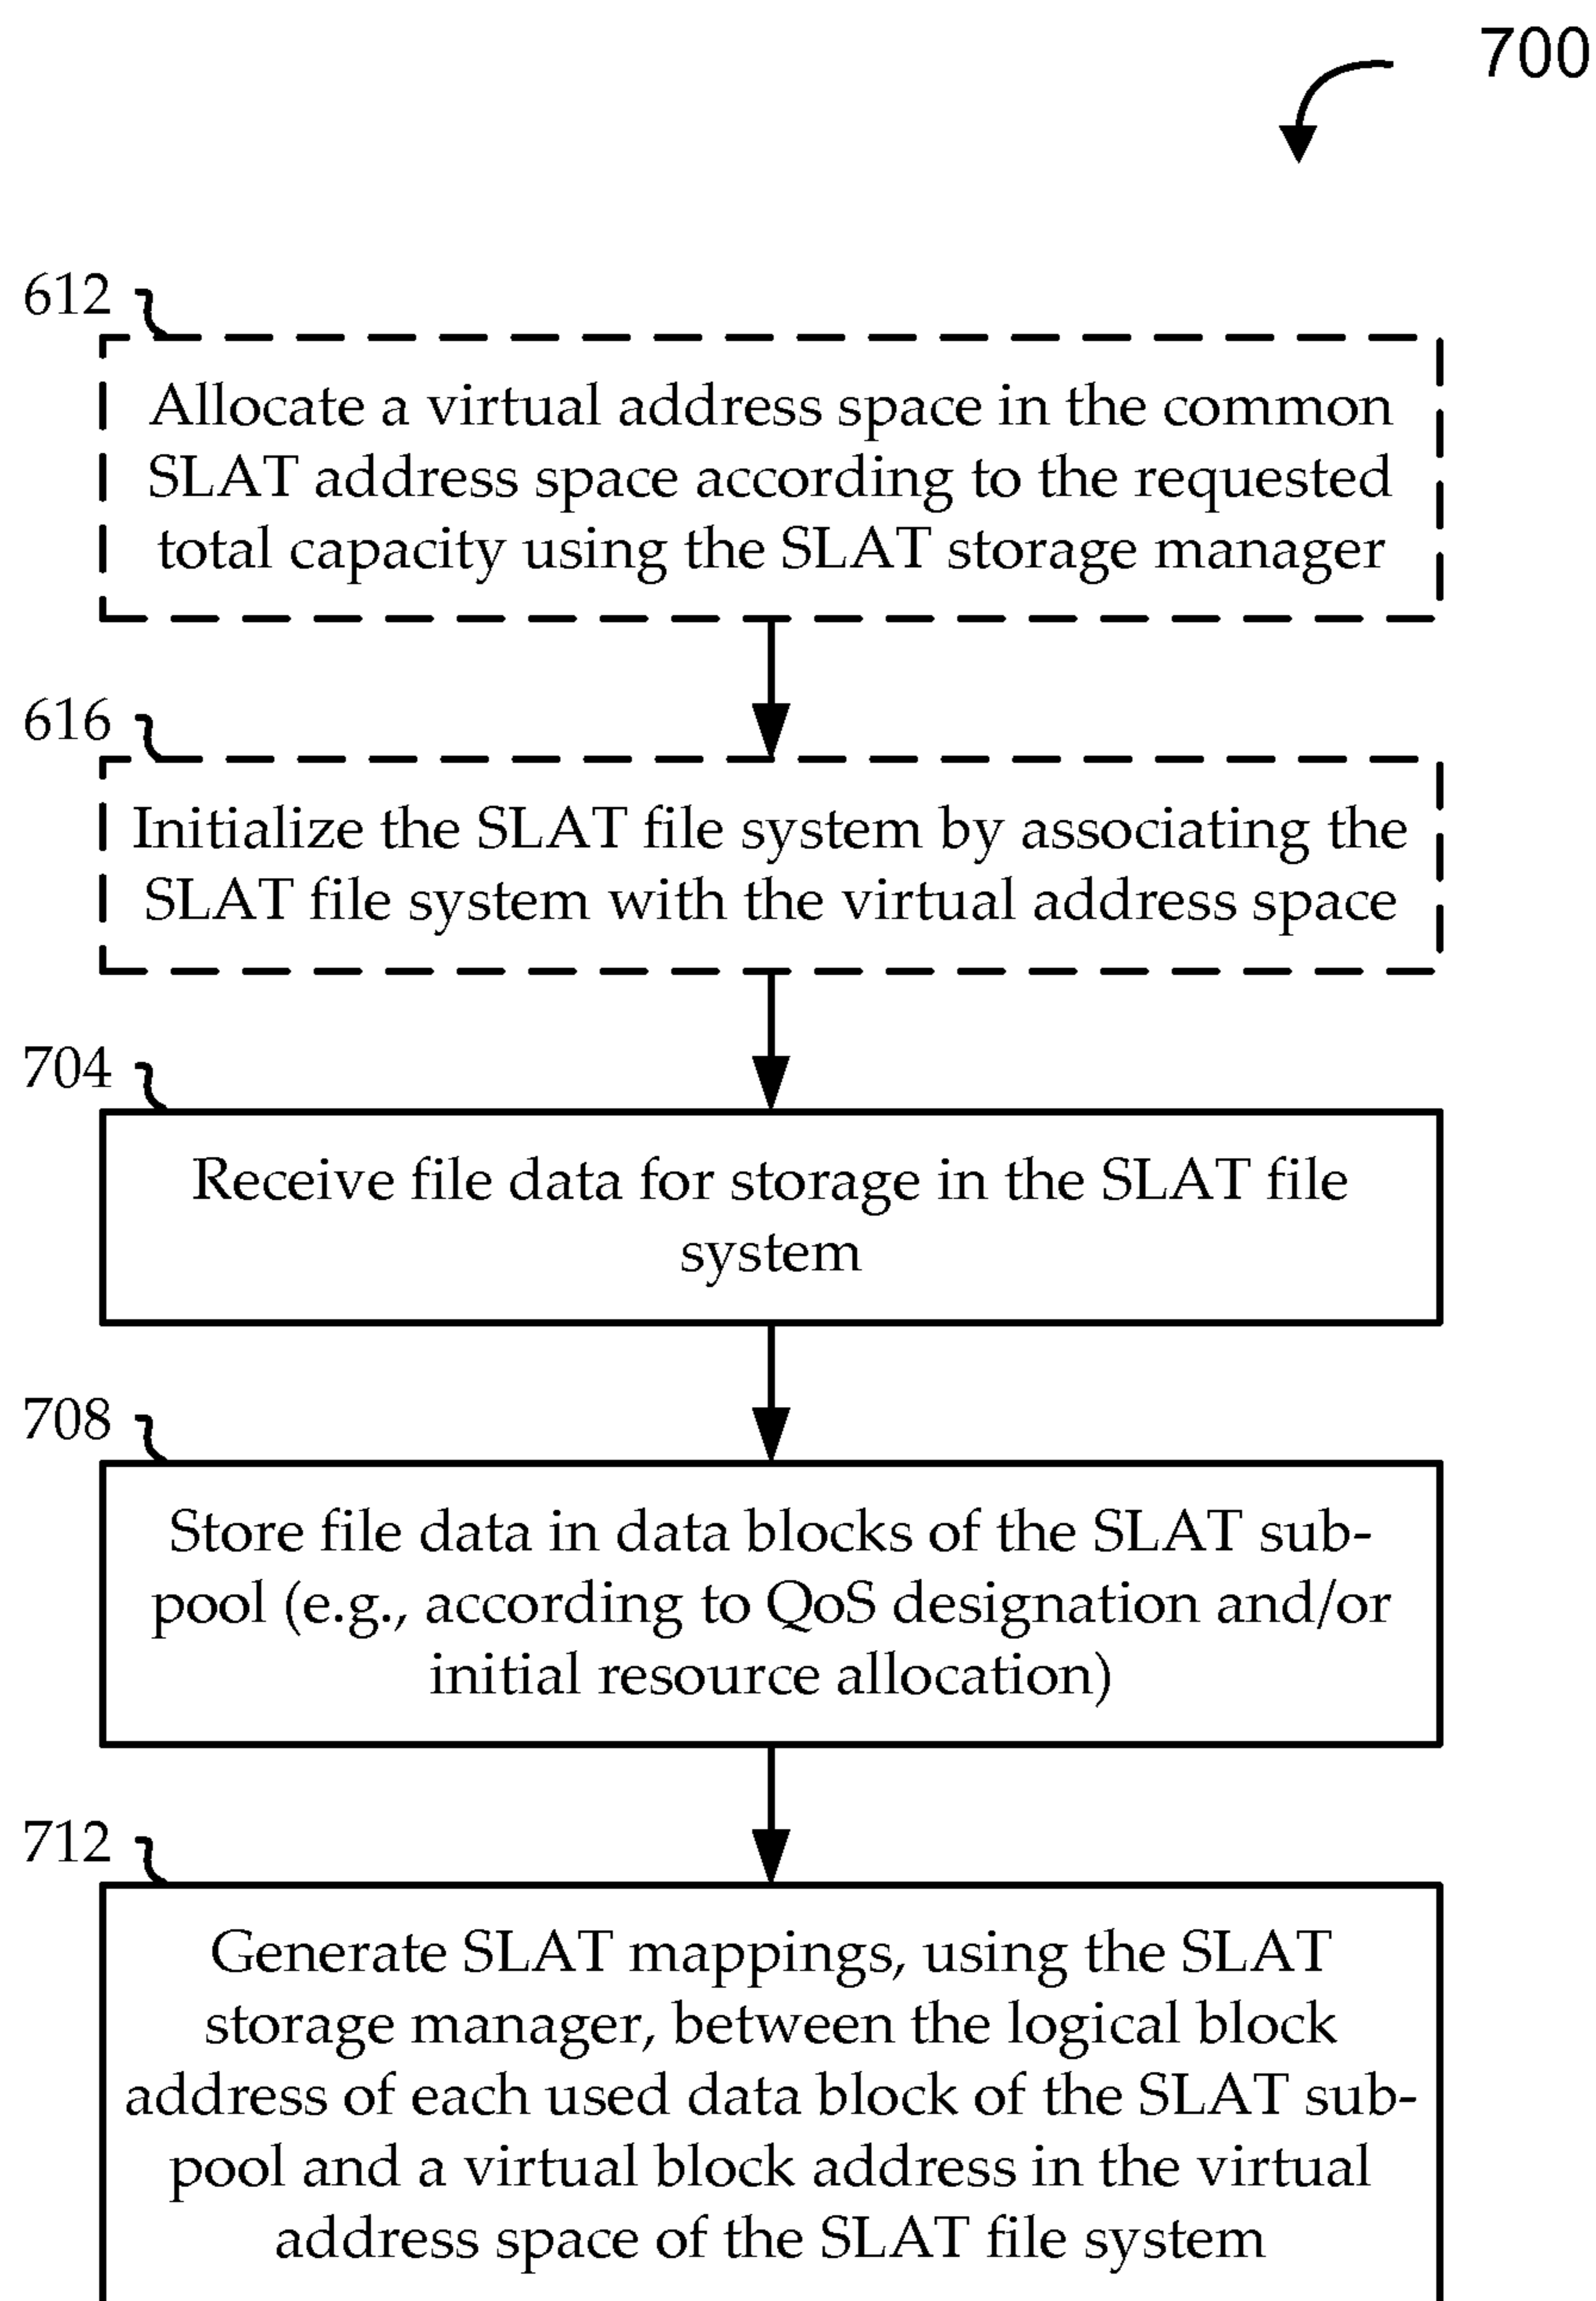 700
612
Allocate a virtual address space in the common
SLAT address space according to the requested
total capacity using the SLAT storage manager
616
Initialize the SLAT file system by associating the
SLAT file system with the virtual address space
704
Receive file data for storage in the SLAT file
system
708
Store file data in data blocks of the SLAT sub-
pool (e.g., according to QoS designation and/or
initial resource allocation)
712
Generate SLAT mappings, using the SLAT
storage manager, between the logical block
address of each used data block of the SLAT sub-
pool and a virtual block address in the virtual
address space of the SLAT file system